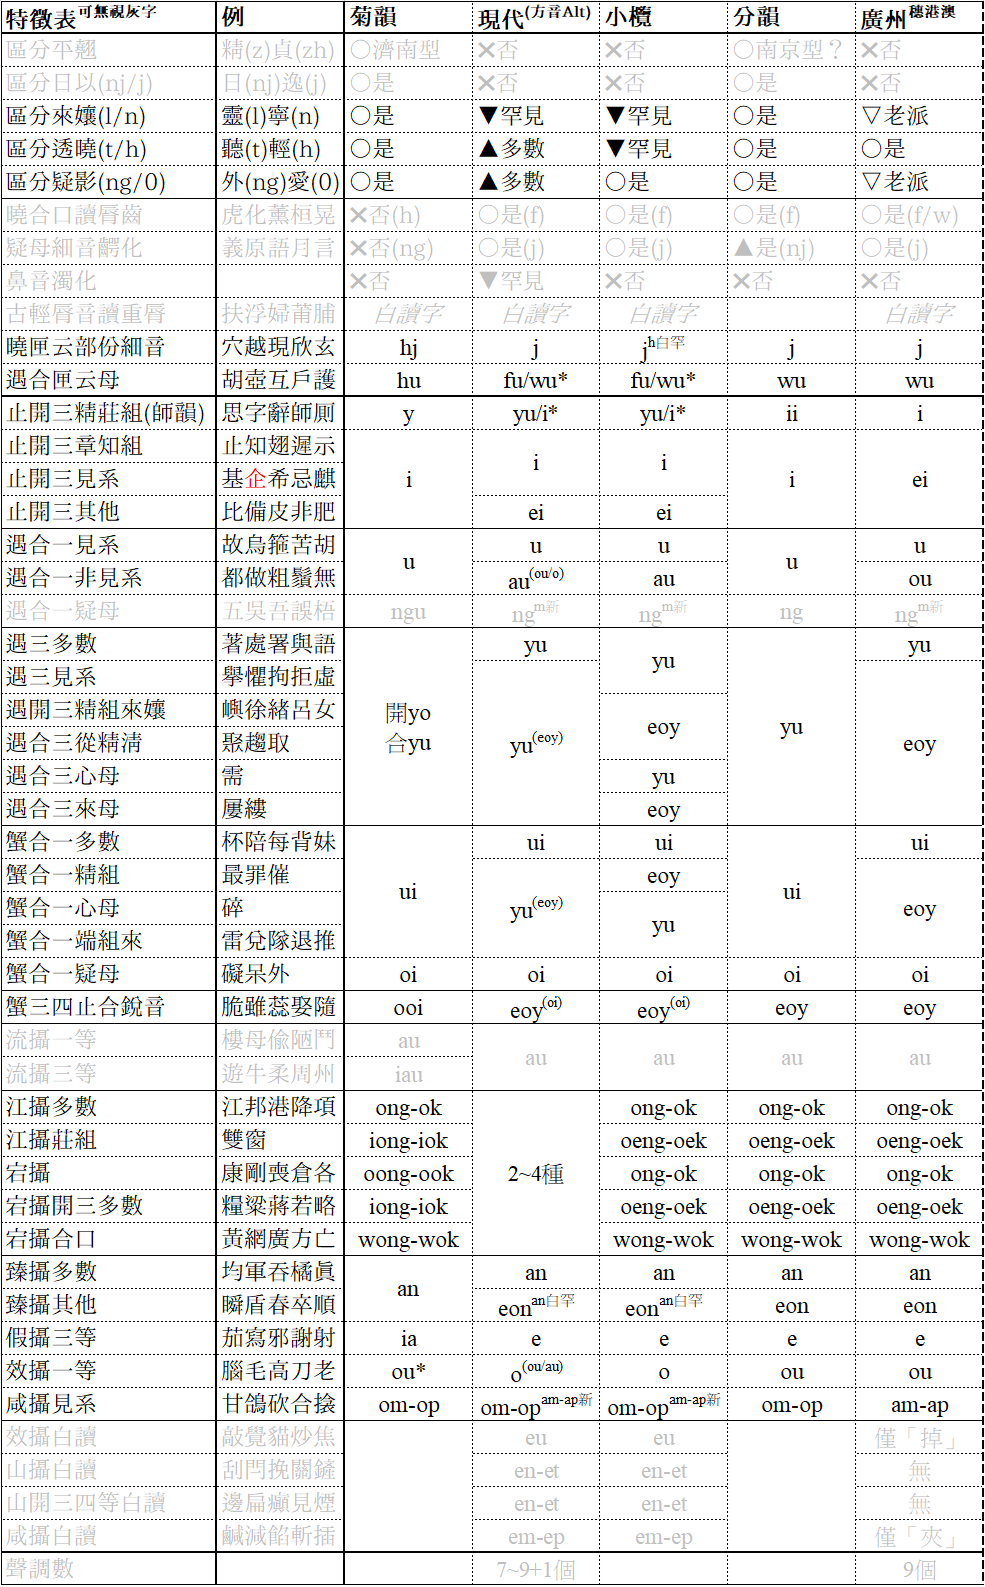 特徵表可無視灰字 例 菊韻 現代(方音Alt) 小欖 分韻 廣州穗港澳
區分平翹 精(z)貞(zh) ○濟南型 ×否 ×否 ○南京型？ ×否
區分日以(nj/j) 日(nj)逸(j) ○是 ×否 ×否 ○是 ×否
區分來孃(l/n) 靈(l)寧(n) ○是 ▼罕見 ▼罕見 ○是 ▽老派
區分透曉(t/h) 聽(t)輕(h) ○是 ▲多數 ▼罕見 ○是 ○是
區分疑影(ng/0) 外(ng)愛(0) ○是 ▲多數 ○是 ○是 ▽老派
曉合口讀脣齒 虎化薰桓晃 ×否(h) ○是(f) ○是(f) ○是(f) ○是(f/w)
疑母細音齶化 義原語月言 ×否(ng) ○是(j) ○是(j) ▲是(nj) ○是(j)
鼻音濁化 ×否 ▼罕見 ×否 ×否 ×否
古輕脣音讀重脣 扶浮婦莆脯 白讀字 白讀字 白讀字 白讀字
曉匣云部份細音 穴越現欣玄 hj j jh白罕 j j
遇合匣云母 胡壺互戶護 hu fu/wu* fu/wu* wu wu
止開三精莊組(師韻) 思字辭師厠 y yu/i* yu/i* ii i
止開三章知組 止知翅遲示 i i i i ei
止開三見系 基企希忌麒
止開三其他 比備皮非肥 ei ei
遇合一見系 故烏箍苦胡 u u u u u
遇合一非見系 都做粗鬚無 au(ou/o) au ou
遇合一疑母 五吳吾誤梧 ngu ngm新 ngm新 ng ngm新
遇三多數 著處署與語 開yo 合yu yu yu yu yu
遇三見系 舉懼拘拒虛 yu(eoy) eoy
遇開三精組來孃 嶼徐緒呂女 eoy
遇合三從精清 聚趨取
遇合三心母 需 yu
遇合三來母 屢縷 eoy
蟹合一多數 杯陪每背妹 ui ui ui ui ui
蟹合一精組 最罪催 yu(eoy) eoy eoy
蟹合一心母 碎 yu
蟹合一端組來 雷兌隊退推
蟹合一疑母 礙呆外 oi oi oi oi oi
蟹三四止合銳音 脆雖蕊娶隨 ooi eoy(oi) eoy(oi) eoy eoy
流攝一等 樓母偷陋鬥 au au au au au
流攝三等 遊牛柔周州 iau
江攝多數 江邦港降項 ong-ok 2~4種 ong-ok ong-ok ong-ok
江攝莊組 雙窗 iong-iok oeng-oek oeng-oek oeng-oek
宕攝 康剛喪倉各 oong-ook ong-ok ong-ok ong-ok
宕攝開三多數 糧粱蔣若略 iong-iok oeng-oek oeng-oek oeng-oek
宕攝合口 黃網廣方亡 wong-wok wong-wok wong-wok wong-wok
臻攝多數 均軍吞橘眞 an an an an an
臻攝其他 瞬盾春卒順 eonan白罕 eonan白罕 eon eon
假攝三等 茄寫邪謝射 ia e e e e
效攝一等 腦毛高刀老 ou* o(ou/au) o ou ou
咸攝見系 甘鴿砍合捻 om-op om-opam-ap新 om-opam-ap新 om-op am-ap
效攝白讀 敲覺貓炒焦 eu eu 僅「掉」
山攝白讀 刮閂挽關鏟 en-et en-et 無
山開三四等白讀 邊扁癲見煙 en-et en-et 無
咸攝白讀 鹹減餡斬插 em-ep em-ep 僅「夾」
聲調數 7~9+1個 9個